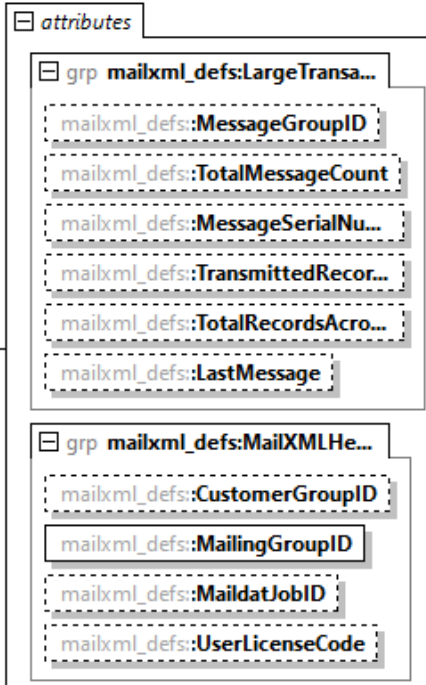 attributes
grp mailxml_defs:LargeTransa...
mailxml_defs::MessageGroupID
mailxml_defs::TotalMessageCount
mailxml_defs::MessageSerialNu...
mailxml_defs::TransmittedRecor...
mailxml_defs::TotalRecordsAcro...
mailxml_defs::LastMessage
grp mailxml_defs:MailXMLHe...
mailxml_defs::CustomerGroupID
mailxml_defs::MailingGroupID
mailxml_defs::MaildatJobID
mailxml_defs::UserLicenseCode